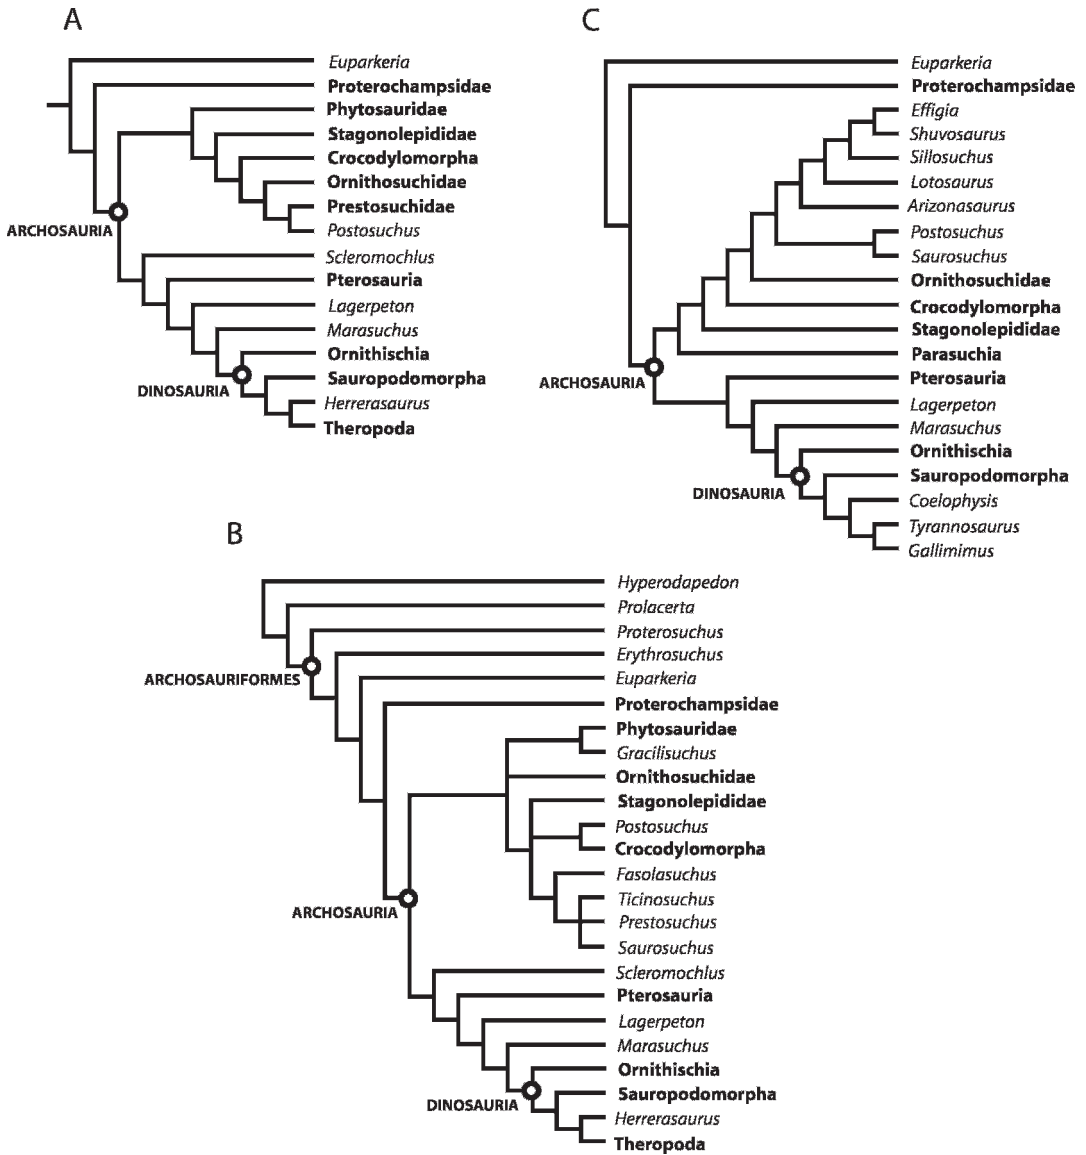 A
Euparkeria
Proterochampsidae
Phytosauridae
Stagonolepididae
Crocodylomorpha
Ornithosuchidae
Prestosuchidae
Postosuchus
ARCHOSAURIA
Scleromochlus
Pterosauria
Lagerpeton
Marasuchus
Ornithischia
DINOSAURIA
Sauropodomorpha
Herrerasaurus
Theropoda
C
Euparkeria
Proterochampsidae
Effigia
Shuvosaurus
Sillosuchus
Lotosaurus
Arizonasaurus
Postosuchus
Saurosuchus
Ornithosuchidae
Crocodylomorpha
Stagonolepididae
Parasuchia
ARCHOSAURIA
Pterosauria
Lagerpeton
Marasuchus
Ornithischia
Sauropodomorpha
DINOSAURIA
Coelophysis
Tyrannosaurus
Gallimimus
B
Hyperodapedon
Prolacerta
Proterosuchus
Erythrosuchus
ARCHOSAURIFORMES
Euparkeria
Proterochampsidae
Phytosauridae
Gracilisuchus
Ornithosuchidae
Stagonolepididae
Postosuchus
Crocodylomorpha
Fasolasuchus
Ticinosuchus
ARCHOSAURIA
Prestosuchus
Saurosuchus
Scleromochlus
Pterosauria
Lagerpeton
Marasuchus
Ornithischia
Sauropodomorpha
DINOSAURIA
Herrerasaurus
Theropoda